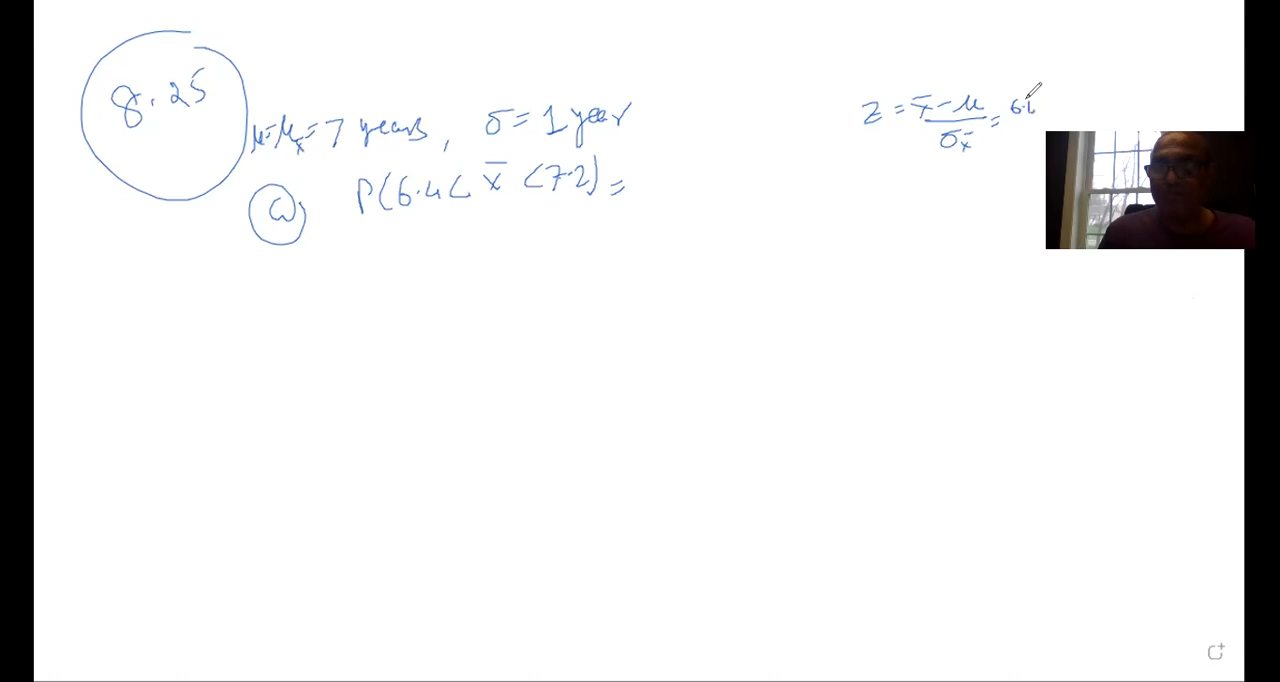 8.25
μ=μx̄=7 years, σ=1 year
z = x̄-μ/σx̄ = 6.
a P(6.4< x̄ <7.2) =